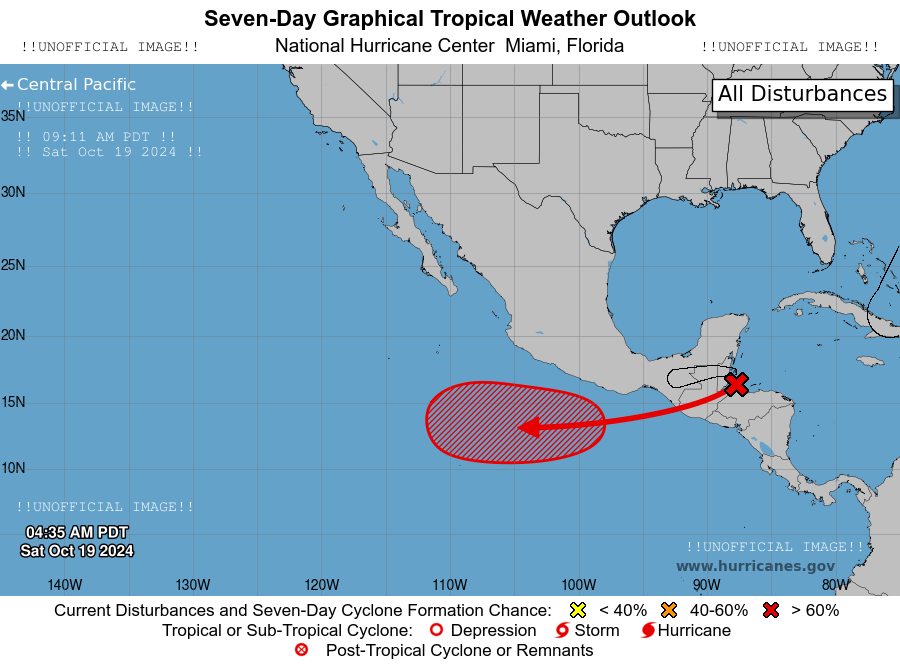 Seven-Day Graphical Tropical Weather Outlook
!!UNOFFICIAL IMAGE!! National Hurricane Center Miami, Florida !!UNOFFICIAL IMAGE!!
Central Pacific
All Disturbances
!!UNOFFICIAL IMAGE!!
35N
!! 09:11 AM PDT !!
!! Sat Oct 19 2024 !!
30N
25N
20N
15N
10N
!!UNOFFICIAL IMAGE!!
04:35 AM PDT
Sat Oct 19 2024
!!UNOFFICIAL IMAGE!!
www.hurricanes.gov
140W 130W 120W 110W 100W 90W 80W
Current Disturbances and Seven-Day Cyclone Formation Chance: < 40% 40-60% > 60%
Tropical or Sub-Tropical Cyclone: Depression Storm Hurricane
Post-Tropical Cyclone or Remnants